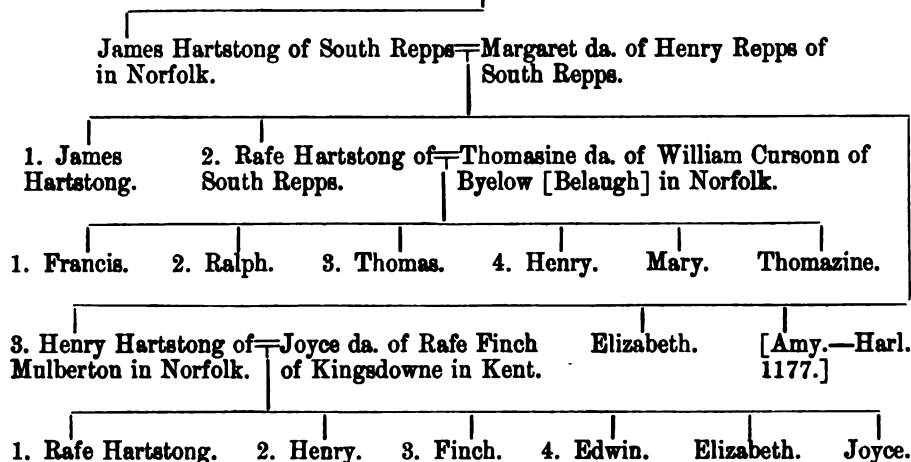 James Hartstong of South Repps═Margaret da. of Henry Repps of
in Norfolk. South Repps.
1. James 2. Rafe Hartstong of═Thomasine da. of William Cursonn of
Hartstong. South Repps. Byelow [Belaugh] in Norfolk.
1. Francis. 2. Ralph. 3. Thomas. 4. Henry. Mary. Thomazine.
3. Henry Hartstong of═Joyce da. of Rafe Finch Elizabeth. [Amy.—Harl.
Mulberton in Norfolk. of Kingsdowne in Kent. 1177.]
1. Rafe Hartstong. 2. Henry. 3. Finch. 4. Edwin. Elizabeth. Joyce.